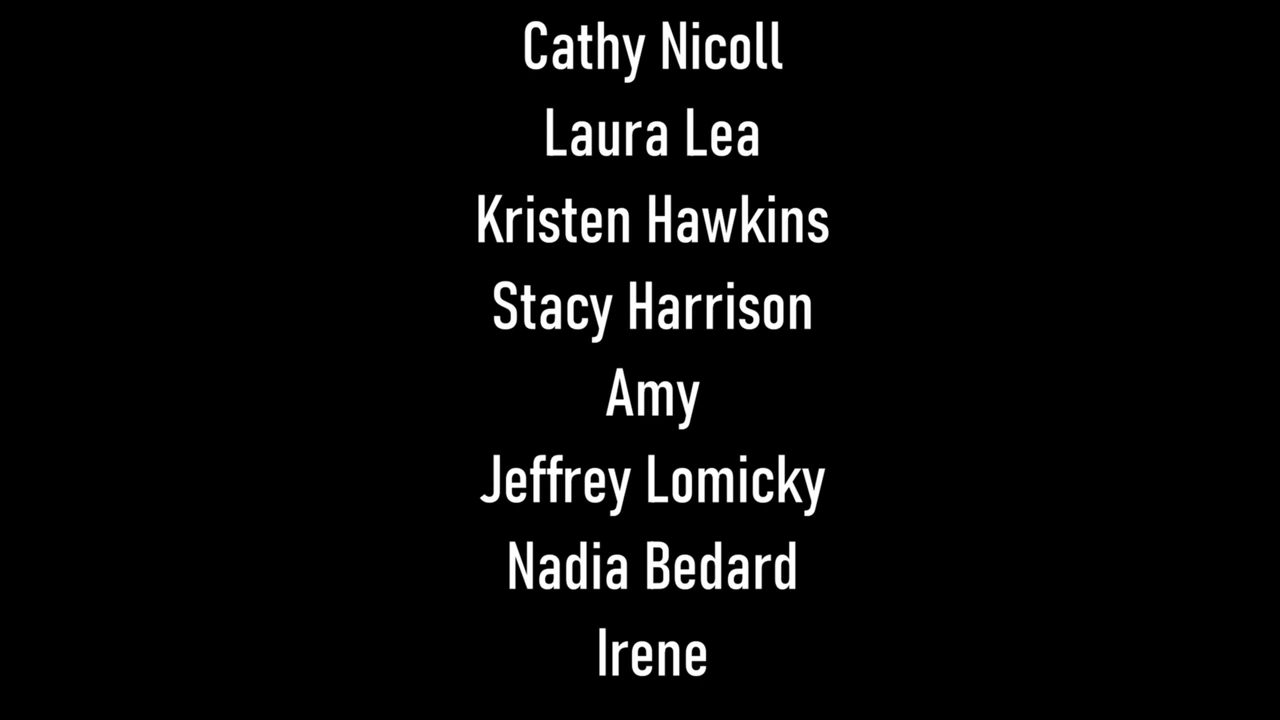 Cathy Nicoll
Laura Lea
Kristen Hawkins
Stacy Harrison
Amy
Jeffrey Lomicky
Nadia Bedard
Irene